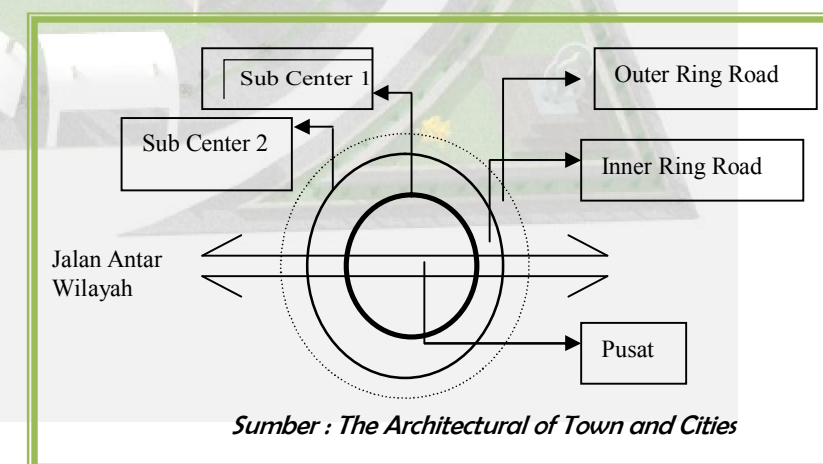 Sub Center 1
Outer Ring Road
Sub Center 2
Inner Ring Road
Jalan Antar
Wilayah
Pusat
Sumber : The Architectural of Town and Cities